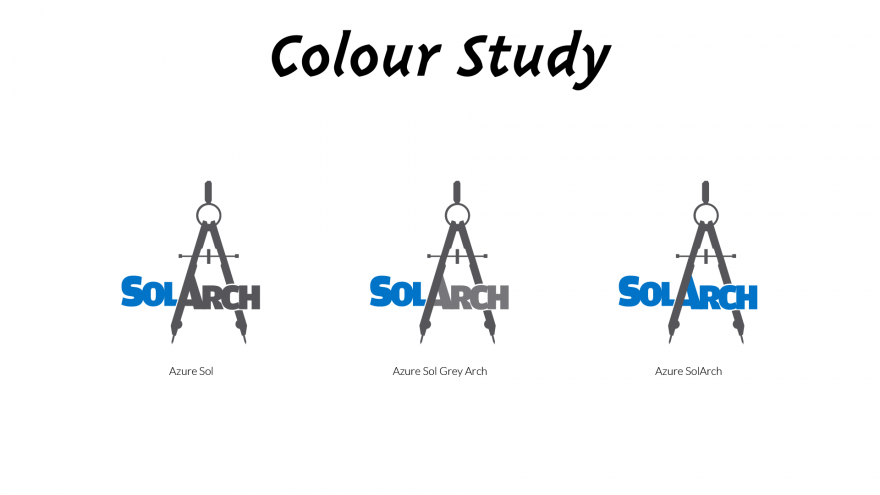 Colour Study
SOLARCH
SOLARCH
SOLARCH
Azure Sol
Azure Sol Grey Arch
Azure SolArch